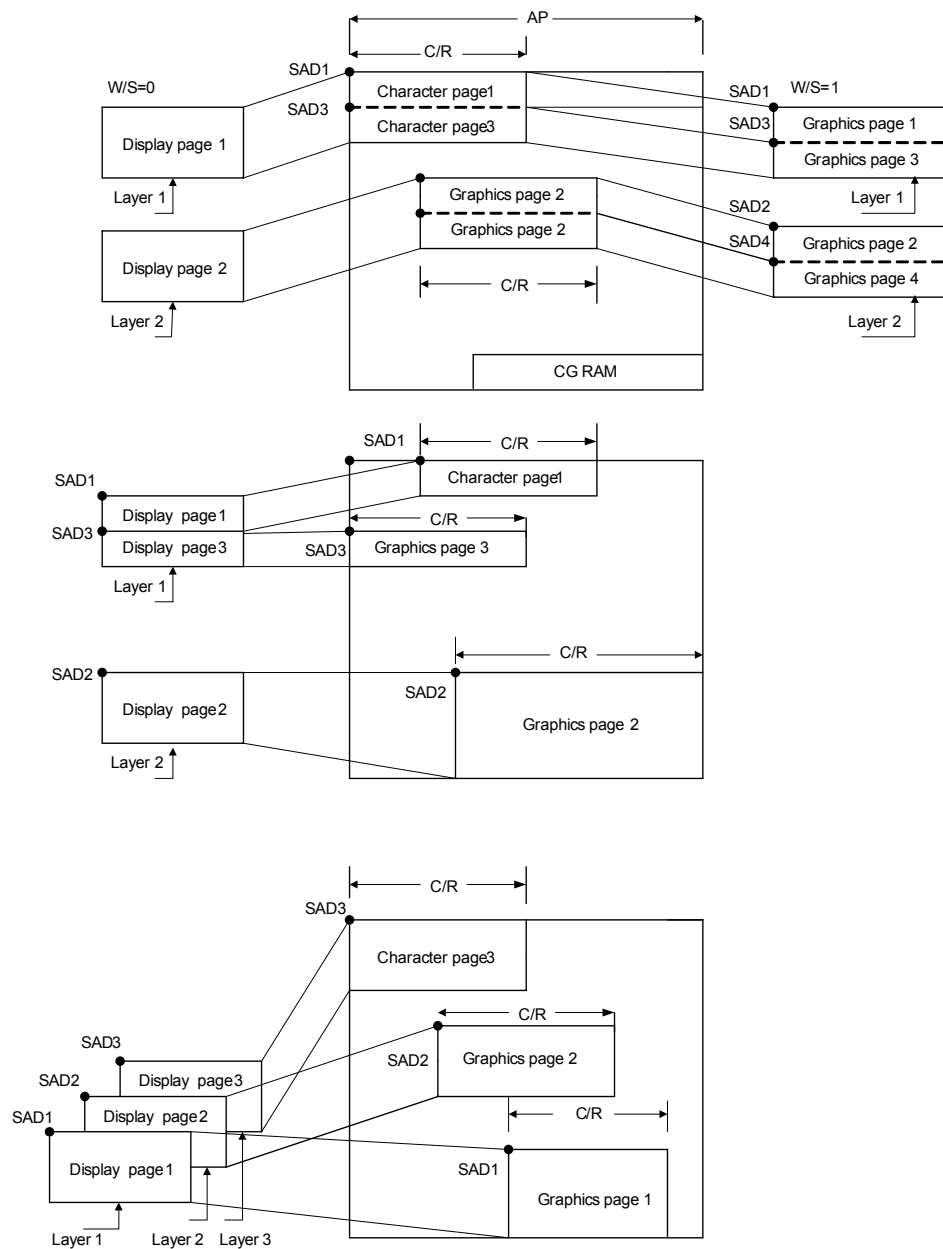 AP
C/R
W/S=0
SAD1
SAD3
Character page1
Character page3
Display page 1
Layer 1
SAD1
W/S=1
SAD3
Graphics page 1
Graphics page 3
Layer 1
Graphics page 2
Graphics page 2
C/R
Display page 2
Layer 2
SAD2
SAD4
Graphics page 2
Graphics page 4
Layer 2
CG RAM
SAD1
C/R
Character page1
SAD1
Display page1
SAD3
Display page3
Layer 1
C/R
SAD3
Graphics page 3
C/R
SAD2
Display page2
Layer 2
SAD2
Graphics page 2
C/R
SAD3
Character page3
C/R
SAD2
Graphics page 2
SAD3
Display page3
SAD2
Display page2
SAD1
Display page1
C/R
SAD1
Graphics page 1
Layer 1
Layer 2
Layer 3